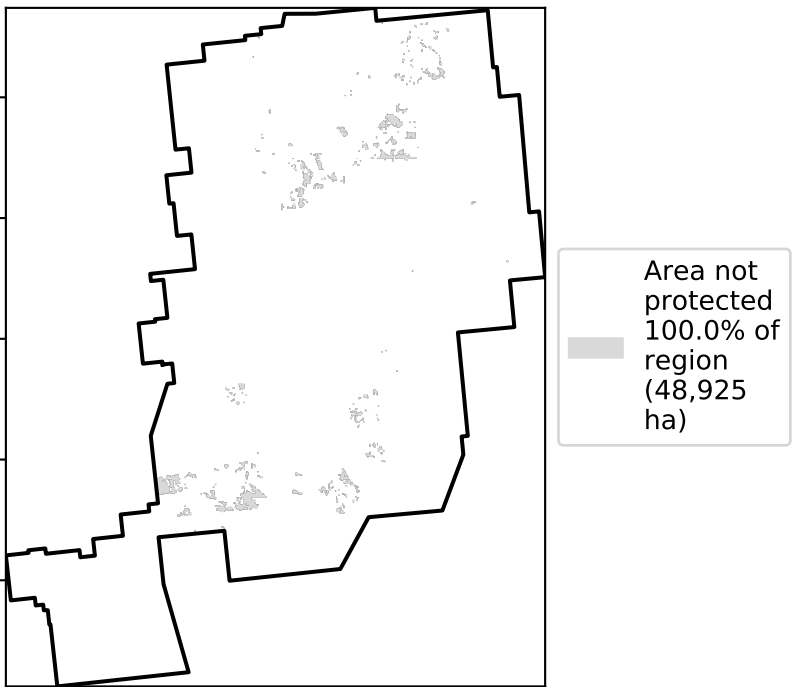 Area not
protected
100.0% of
region
(48,925
ha)